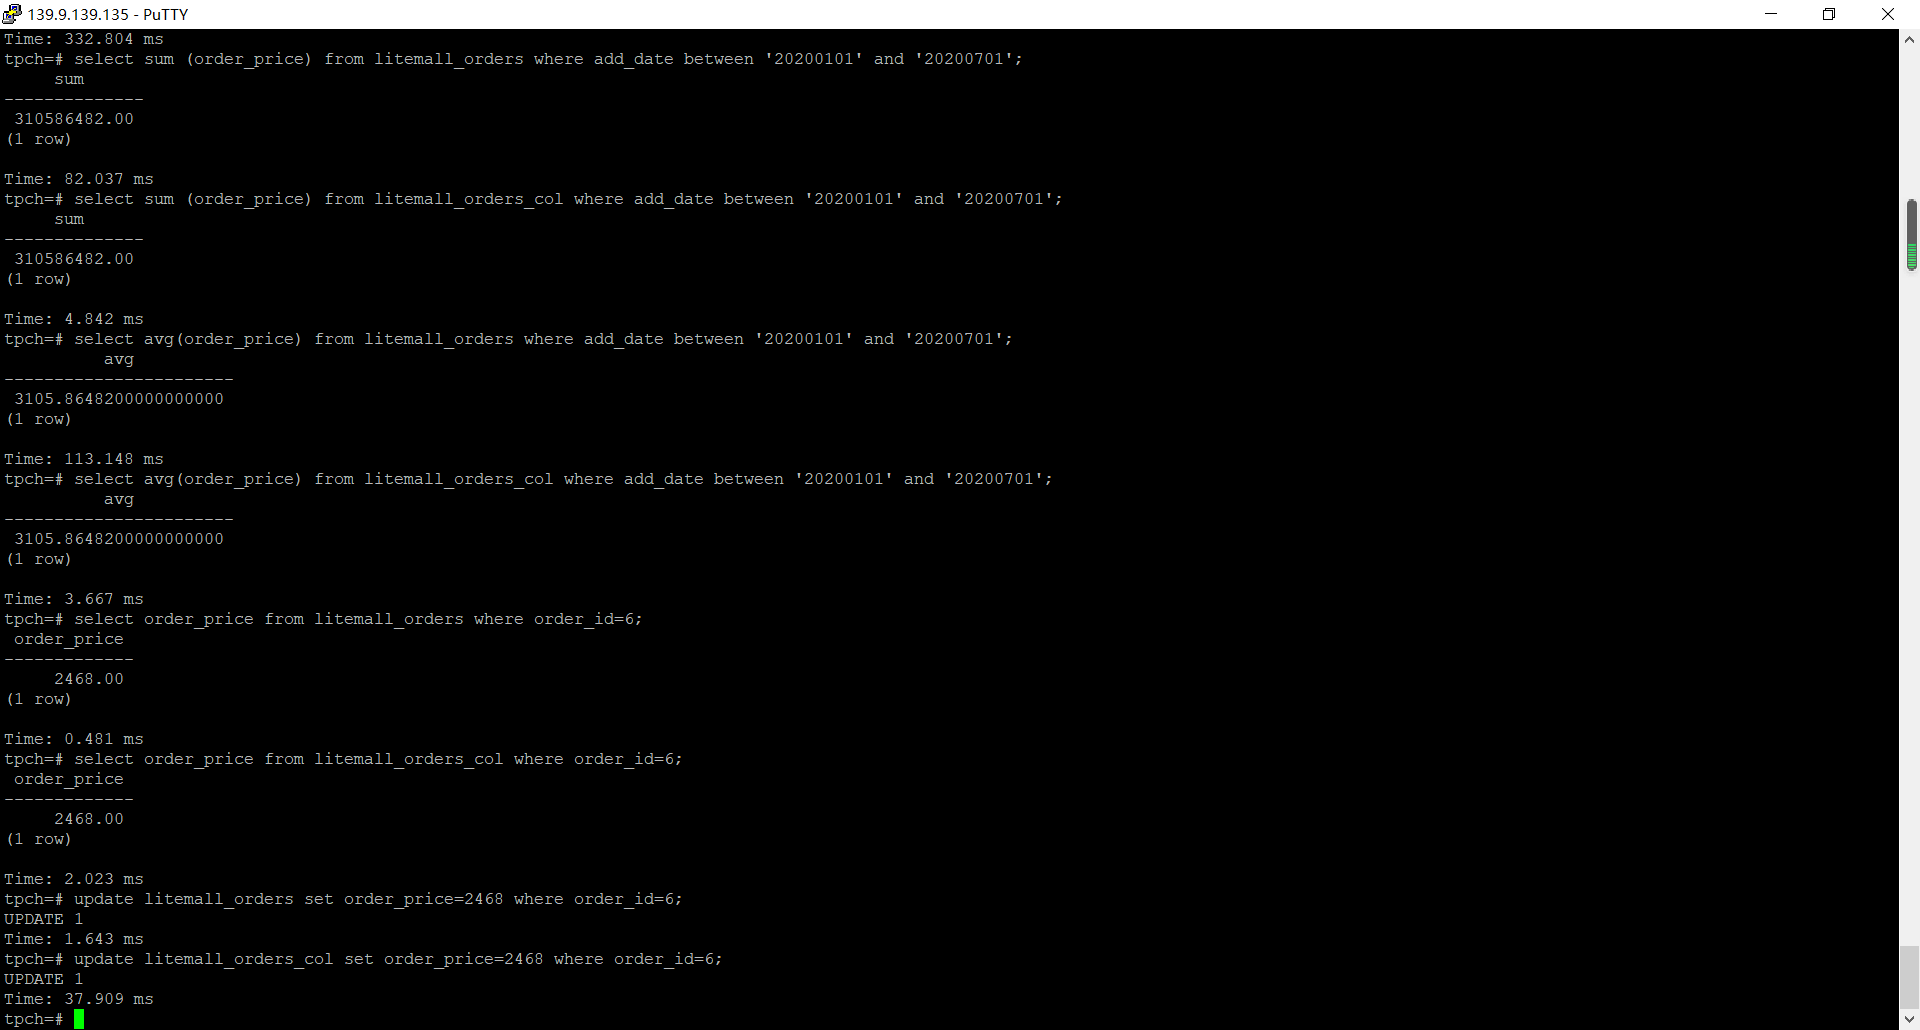 139.9.139.135 - PuTTY
Time: 332.804 ms
tpch=# select sum (order_price) from litemall_orders where add_date between '20200101' and '20200701';
     sum
--------------
 310586482.00
(1 row)

Time: 82.037 ms
tpch=# select sum (order_price) from litemall_orders_col where add_date between '20200101' and '20200701';
     sum
--------------
 310586482.00
(1 row)

Time: 4.842 ms
tpch=# select avg(order_price) from litemall_orders where add_date between '20200101' and '20200701';
          avg
-----------------------
 3105.8648200000000000
(1 row)

Time: 113.148 ms
tpch=# select avg(order_price) from litemall_orders_col where add_date between '20200101' and '20200701';
          avg
-----------------------
 3105.8648200000000000
(1 row)

Time: 3.667 ms
tpch=# select order_price from litemall_orders where order_id=6;
 order_price
-------------
     2468.00
(1 row)

Time: 0.481 ms
tpch=# select order_price from litemall_orders_col where order_id=6;
 order_price
-------------
     2468.00
(1 row)

Time: 2.023 ms
tpch=# update litemall_orders set order_price=2468 where order_id=6;
UPDATE 1
Time: 1.643 ms
tpch=# update litemall_orders_col set order_price=2468 where order_id=6;
UPDATE 1
Time: 37.909 ms
tpch=#